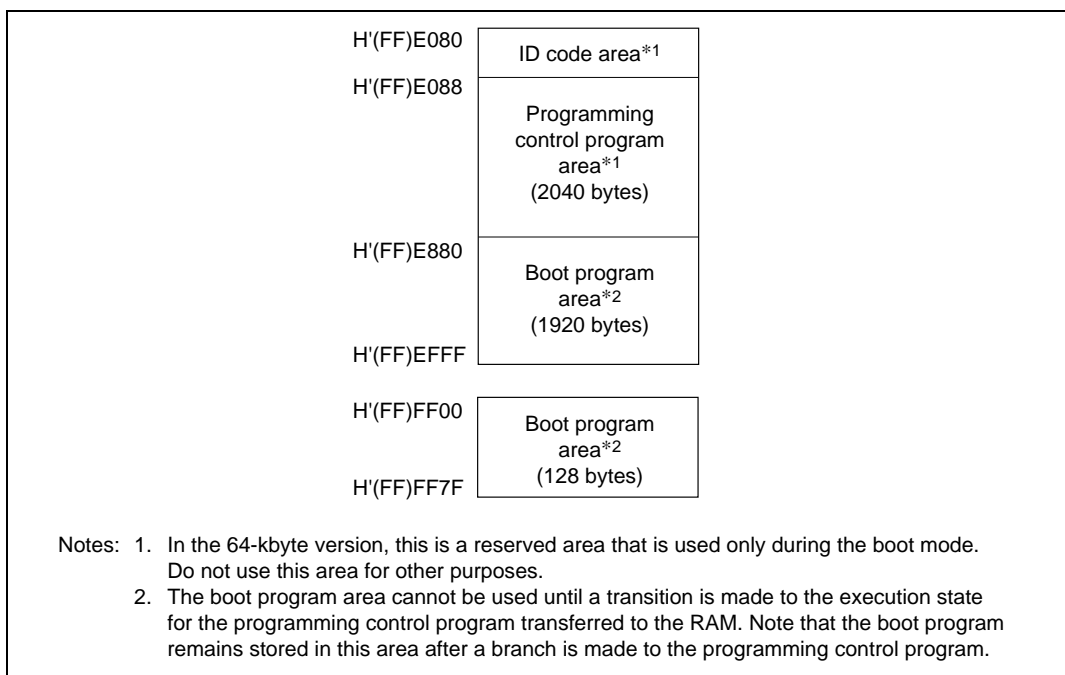 H'(FF)E080
ID code area*1
H'(FF)E088
Programming
control program
area*1
(2040 bytes)
H'(FF)E880
Boot program
area*2
(1920 bytes)
H'(FF)EFFF
H'(FF)FF00
Boot program
area*2
(128 bytes)
H'(FF)FF7F
Notes: 1. In the 64-kbyte version, this is a reserved area that is used only during the boot mode.
Do not use this area for other purposes.
2. The boot program area cannot be used until a transition is made to the execution state
for the programming control program transferred to the RAM. Note that the boot program
remains stored in this area after a branch is made to the programming control program.